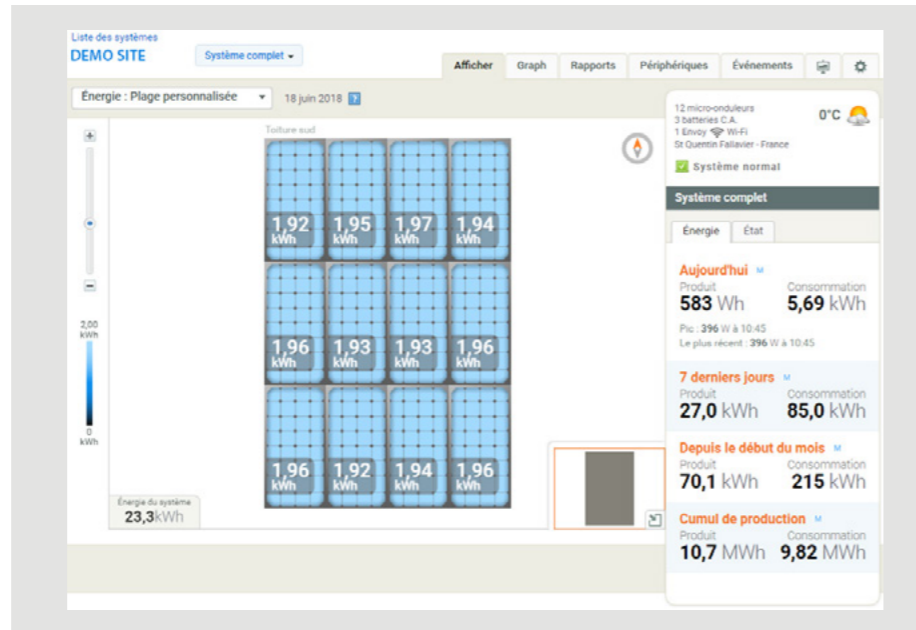 Liste des systèmes
DEMO SITE
Système complet
Afficher Graph Rapports Périphériques Événements
Énergie : Plage personnalisée
18 juin 2018 ?
Toiture sud
1,92 kWh
1,95 kWh
1,97 kWh
1,94 kWh
1,96 kWh
1,93 kWh
1,93 kWh
1,96 kWh
1,96 kWh
1,92 kWh
1,94 kWh
1,96 kWh
2,00
kWh
0
kWh
Énergie du système
23,3kWh
12 micro-onduleurs
3 batteries C.A.
1 Envoy Wi-Fi
St Quentin Fallavier - France
0°C
Système normal
Système complet
Énergie État
Aujourd'hui M
Produit Consommation
583 Wh 5,69 kWh
Pic : 396 W à 10:45
Le plus récent : 396 W à 10:45
7 derniers jours M
Produit Consommation
27,0 kWh 85,0 kWh
Depuis le début du mois M
Produit Consommation
70,1 kWh 215 kWh
Cumul de production M
Produit Consommation
10,7 MWh 9,82 MWh